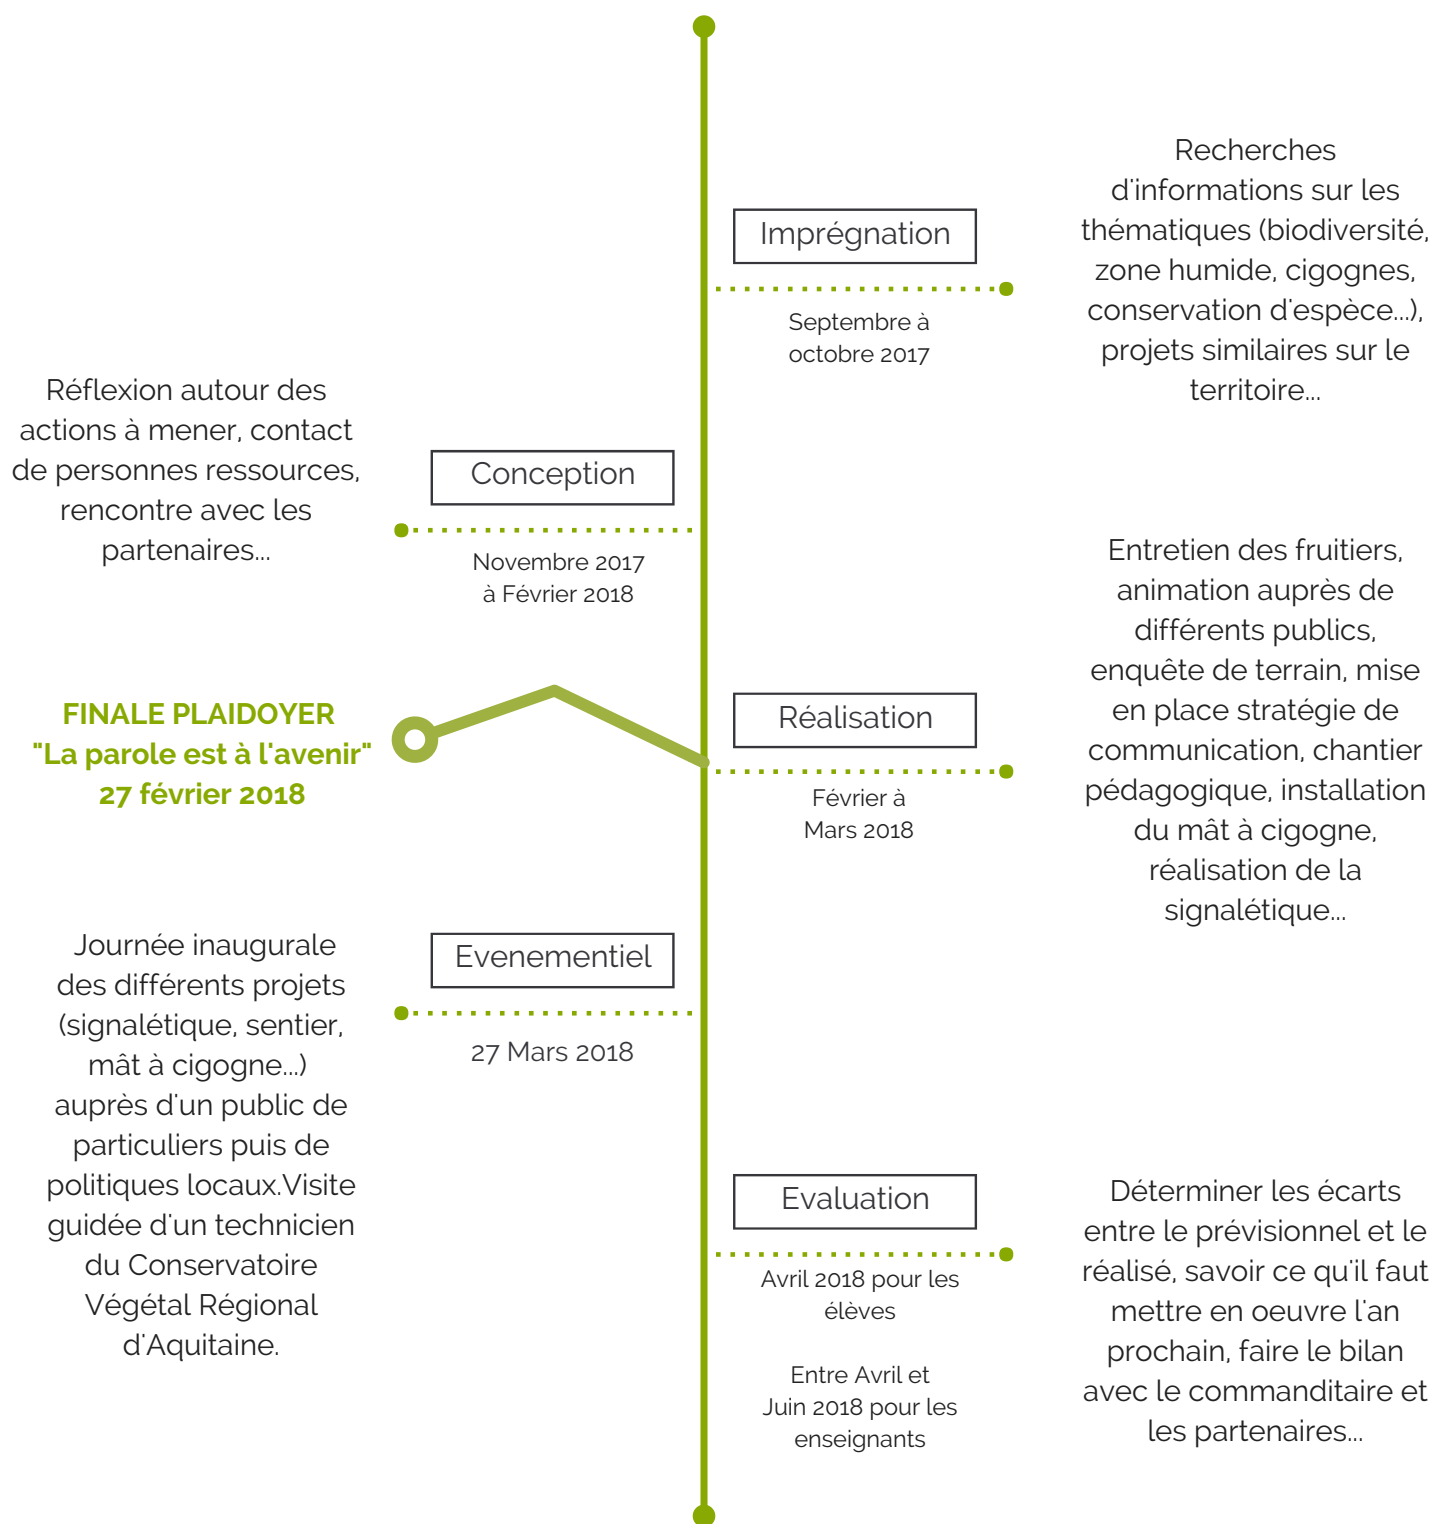 Imprégnation
Septembre à
octobre 2017
Recherches
d'informations sur les
thématiques (biodiversité,
zone humide, cigognes,
conservation d'espèce...),
projets similaires sur le
territoire...
Réflexion autour des
actions à mener, contact
de personnes ressources,
rencontre avec les
partenaires...
Conception
Novembre 2017
à Février 2018
FINALE PLAIDOYER
"La parole est à l'avenir"
27 février 2018
Réalisation
Février à
Mars 2018
Entretien des fruitiers,
animation auprès de
différents publics,
enquête de terrain, mise
en place stratégie de
communication, chantier
pédagogique, installation
du mât à cigogne,
réalisation de la
signalétique...
Journée inaugurale
des différents projets
(signalétique, sentier,
mât à cigogne...)
auprès d'un public de
particuliers puis de
politiques locaux.Visite
guidée d'un technicien
du Conservatoire
Végétal Régional
d'Aquitaine.
Evenementiel
27 Mars 2018
Evaluation
Avril 2018 pour les
élèves
Entre Avril et
Juin 2018 pour les
enseignants
Déterminer les écarts
entre le prévisionnel et le
réalisé, savoir ce qu'il faut
mettre en oeuvre l'an
prochain, faire le bilan
avec le commanditaire et
les partenaires...